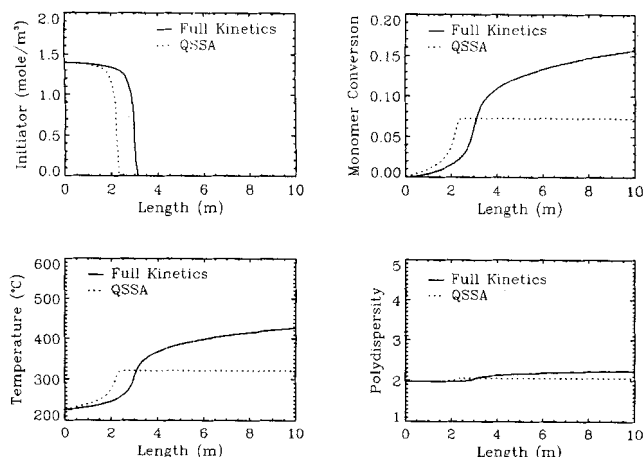 Initiator (mole/m³)
2.0
1.5
1.0
0.5
0.0
Full Kinetics
QSSA
0 2 4 6 8 10
Length (m)
Monomer Conversion
0.20
0.15
0.10
0.05
0.00
Full Kinetics
QSSA
0 2 4 6 8 10
Length (m)
Temperature (°C)
600
500
400
300
200
Full Kinetics
QSSA
0 2 4 6 8 10
Length (m)
Polydispersity
5
4
3
2
1
Full Kinetics
QSSA
0 2 4 6 8 10
Length (m)